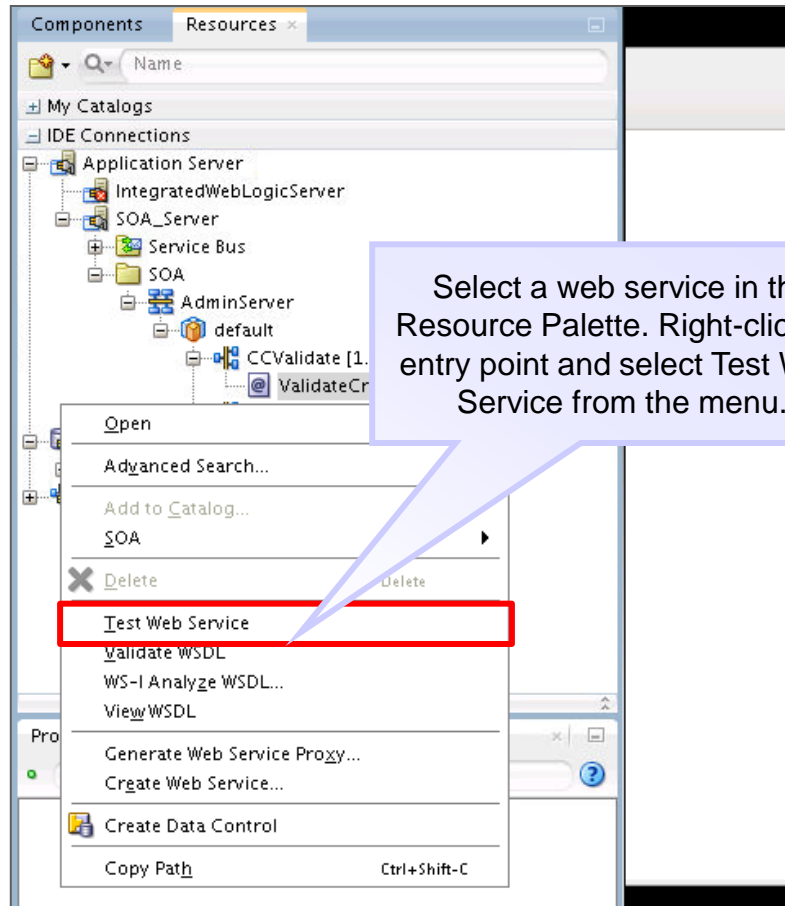 Components Resources
Name
My Catalogs
IDE Connections
Application Server
IntegratedWebLogicServer
SOA_Server
Service Bus
SOA
AdminServer
default
CCValidate [1.
ValidateCr
Select a web service in th
Resource Palette. Right-clic
entry point and select Test W
Service from the menu.
Open
Advanced Search...
Add to Catalog...
SOA
Delete Delete
Test Web Service
Validate WSDL
WS-I Analyze WSDL...
View WSDL
Pro
Generate Web Service Proxy...
Create Web Service...
Create Data Control
Copy Path Ctrl+Shift-C